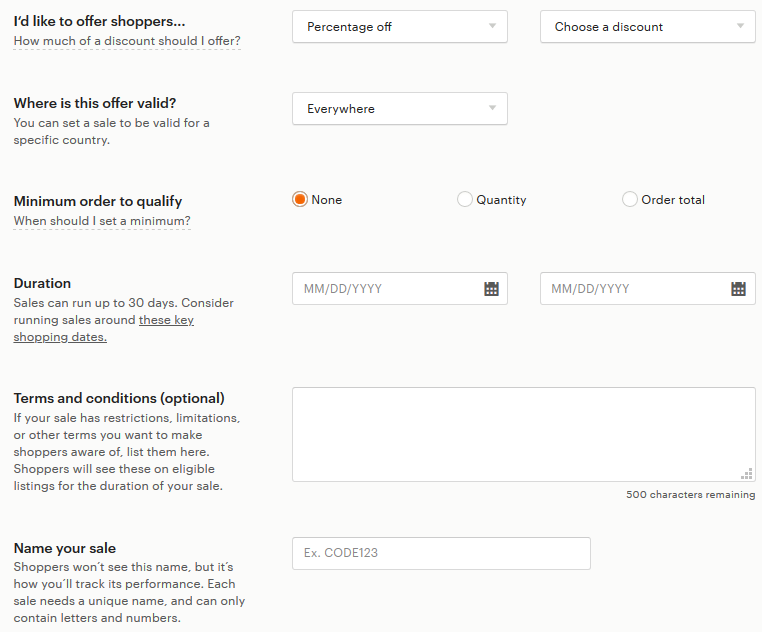 I'd like to offer shoppers...
Percentage off
Choose a discount
How much of a discount should I offer?
Where is this offer valid?
Everywhere
You can set a sale to be valid for a
specific country.
Minimum order to qualify
None
Quantity
Order total
When should I set a minimum?
Duration
MM/DD/YYYY
MM/DD/YYYY
Sales can run up to 30 days. Consider
running sales around these key
shopping dates.
Terms and conditions (optional)
If your sale has restrictions, limitations,
or other terms you want to make
shoppers aware of, list them here.
Shoppers will see these on eligible
listings for the duration of your sale.
500 characters remaining
Name your sale
Ex. CODE123
Shoppers won't see this name, but it's
how you'll track its performance. Each
sale needs a unique name, and can only
contain letters and numbers.